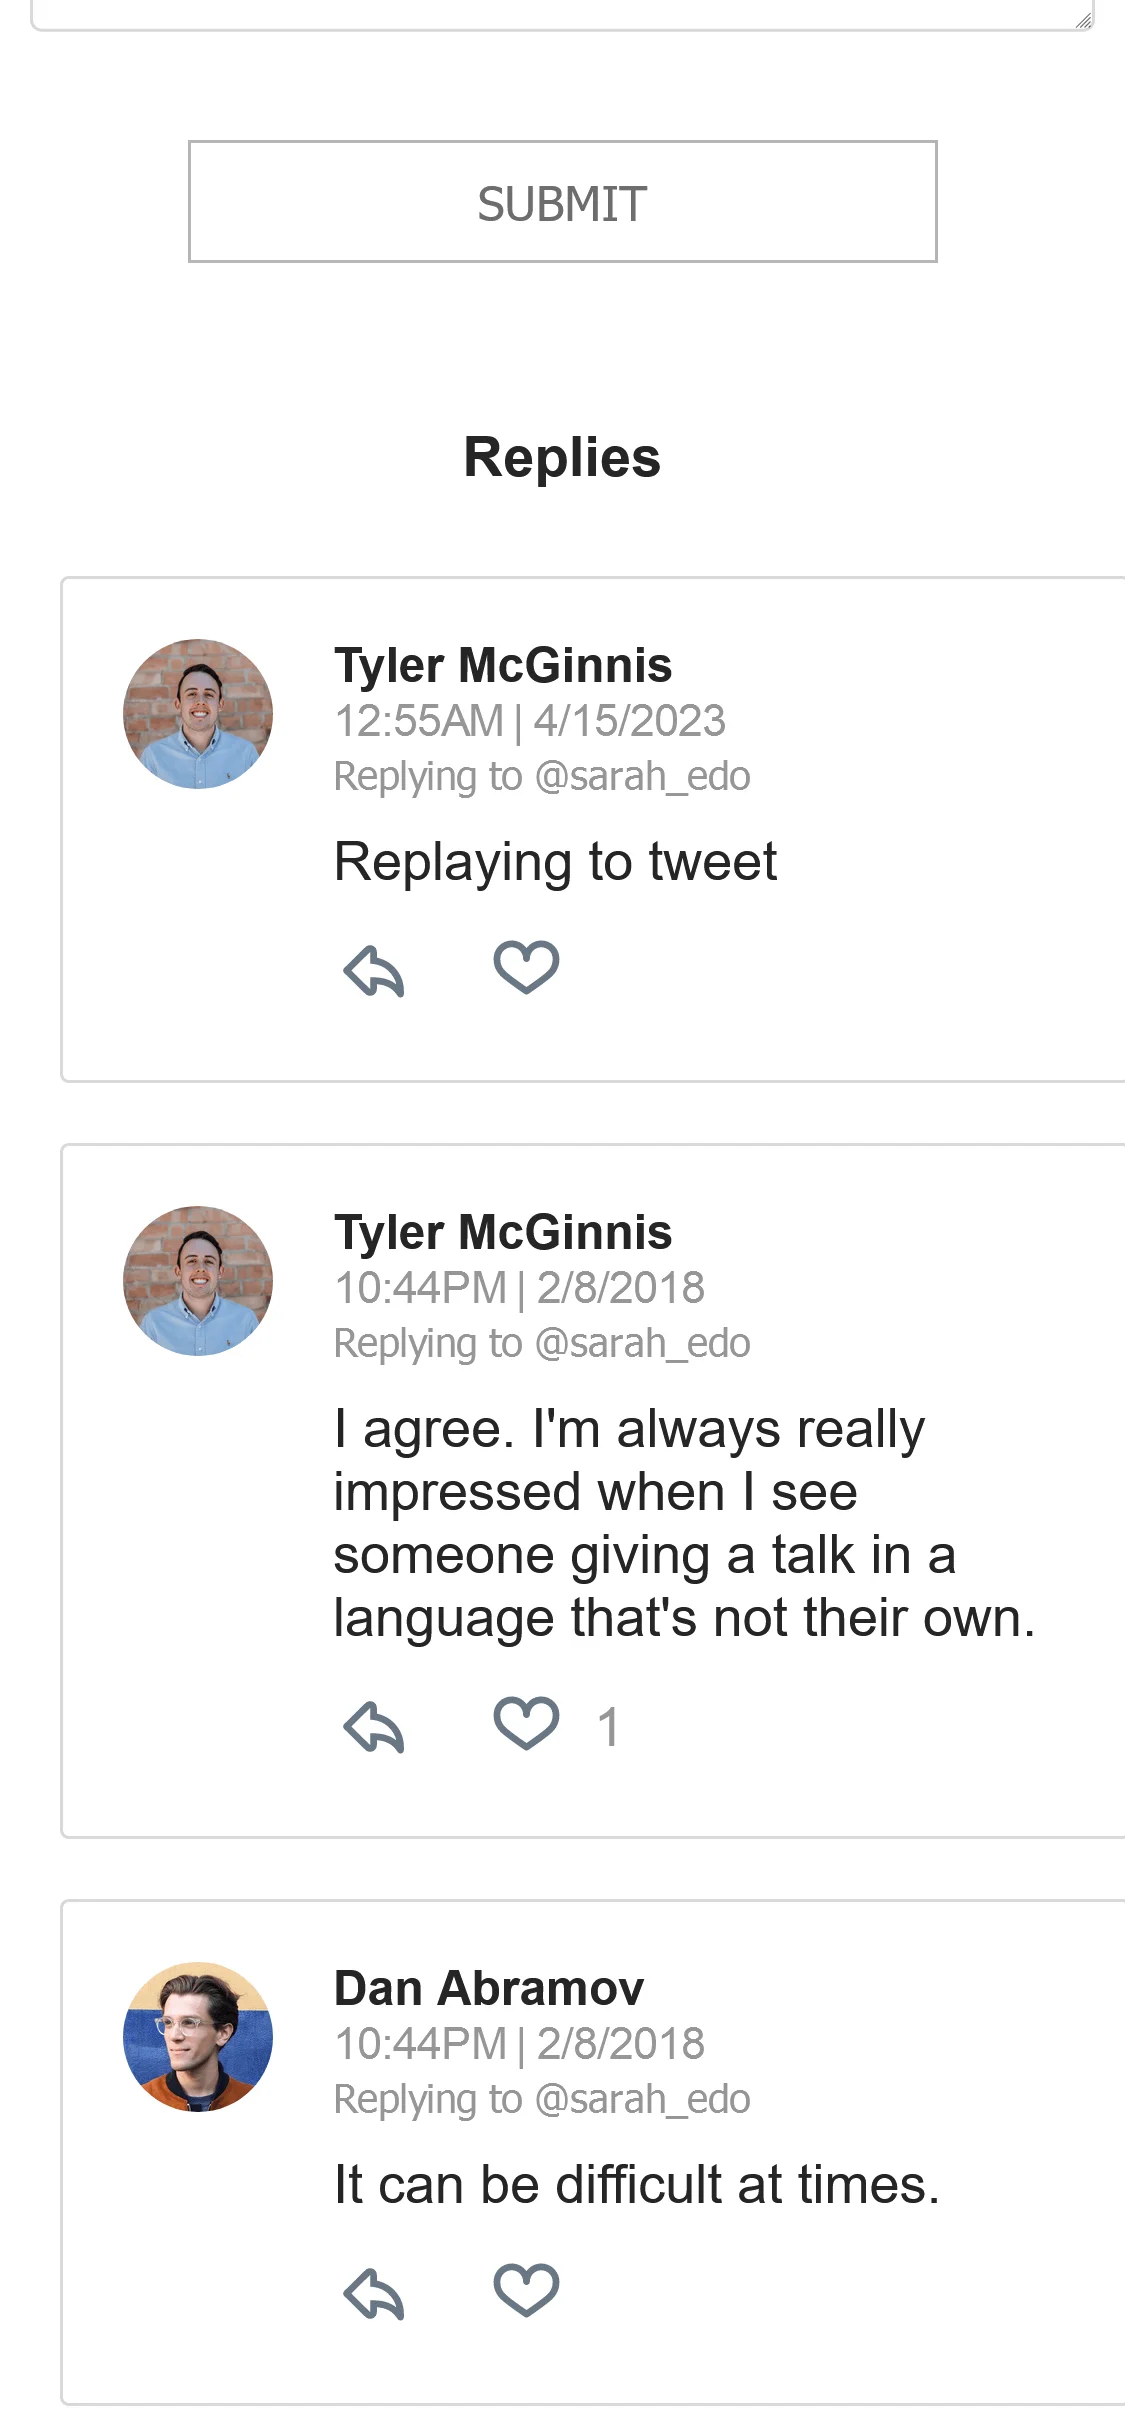 SUBMIT
Replies
Tyler McGinnis
12:55AM | 4/15/2023
Replying to @sarah_edo
Replaying to tweet
Tyler McGinnis
10:44PM | 2/8/2018
Replying to @sarah_edo
I agree. I'm always really
impressed when I see
someone giving a talk in a
language that's not their own.
1
Dan Abramov
10:44PM | 2/8/2018
Replying to @sarah_edo
It can be difficult at times.